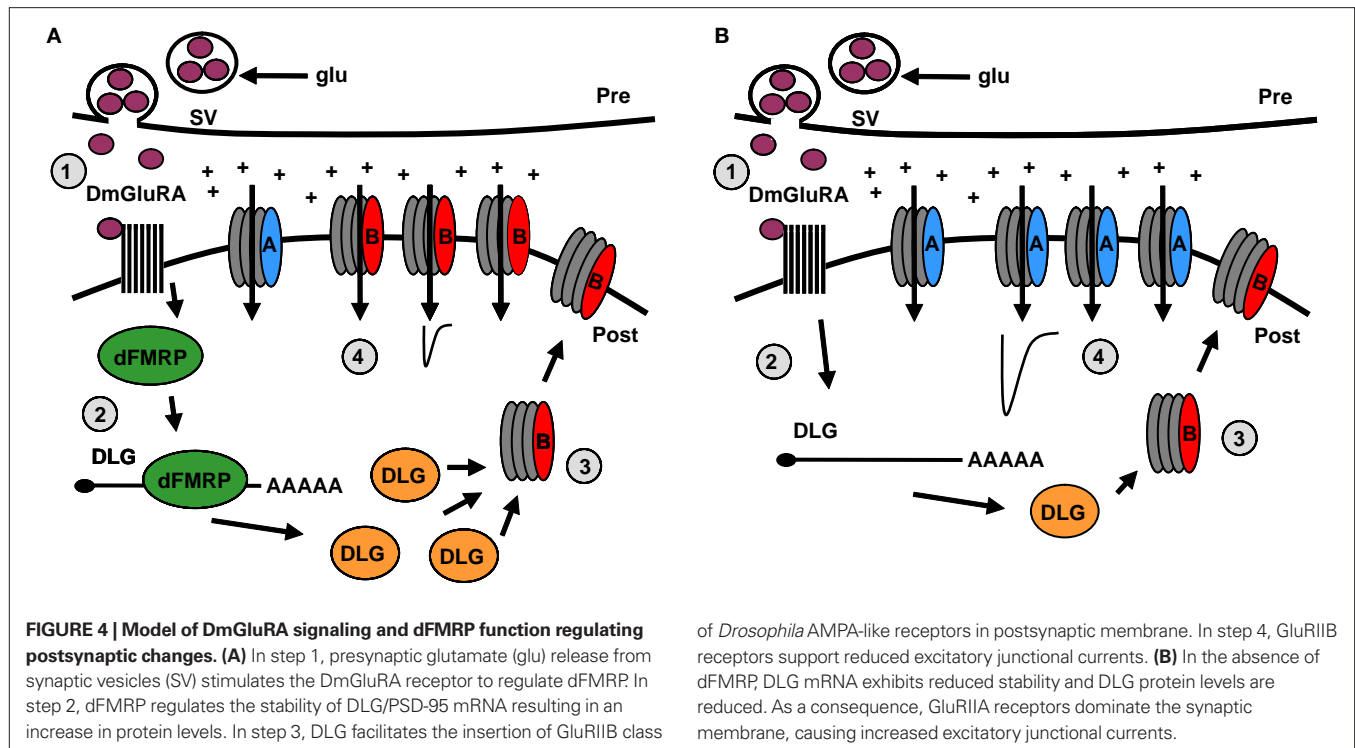 A
glu
SV
Pre
1
DmGluRA
+ + + + + + + +
A
B
B
B
B
Post
dFMRP
4
2
DLG
dFMRP
AAAAA
DLG
B
3
DLG
DLG
B
glu
SV
Pre
1
DmGluRA
+ + + + + + + +
A
A
A
A
B
Post
2
4
DLG
AAAAA
B
3
DLG
FIGURE 4 | Model of DmGluRA signaling and dFMRP function regulating
postsynaptic changes. (A) In step 1, presynaptic glutamate (glu) release from
synaptic vesicles (SV) stimulates the DmGluRA receptor to regulate dFMRP. In
step 2, dFMRP regulates the stability of DLG/PSD-95 mRNA resulting in an
increase in protein levels. In step 3, DLG facilitates the insertion of GluRIIB class
of Drosophila AMPA-like receptors in postsynaptic membrane. In step 4, GluRIIB
receptors support reduced excitatory junctional currents. (B) In the absence of
dFMRP, DLG mRNA exhibits reduced stability and DLG protein levels are
reduced. As a consequence, GluRIIA receptors dominate the synaptic
membrane, causing increased excitatory junctional currents.